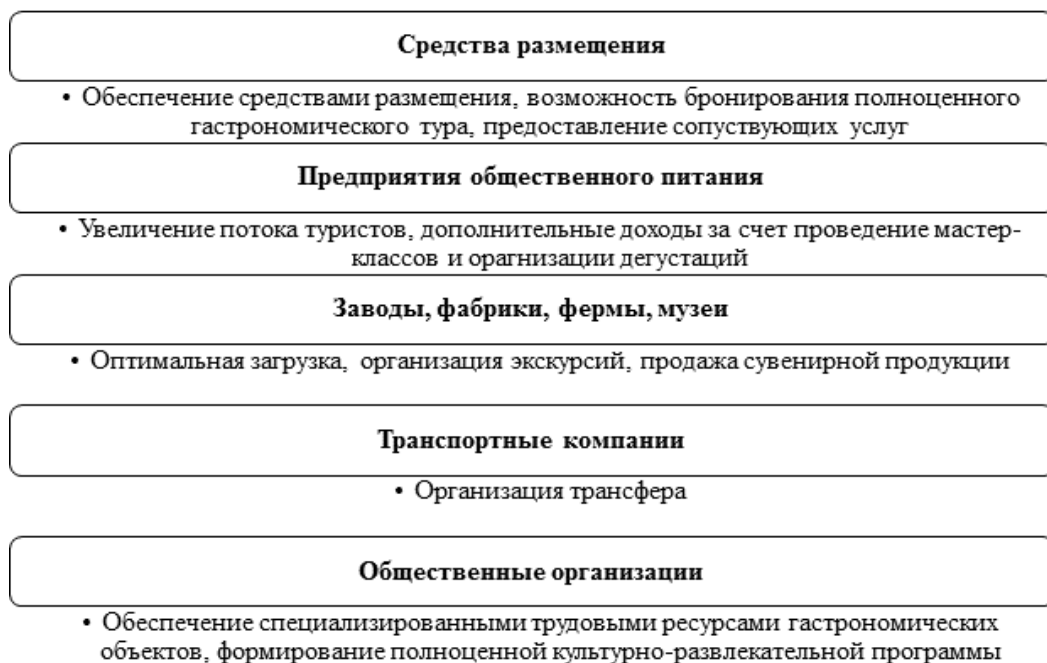 Средства размещения
• Обеспечение средствами размещения, возможность бронирования полноценного
гастрономического тура, предоставление сопуствующих услуг
Предприятия общественного питания
• Увеличение потока туристов, дополнительные доходы за счет проведение мастер-
классов и орагнизации дегустаций
Заводы, фабрики, фермы, музеи
• Оптимальная загрузка, организация экскурсий, продажа сувенирной продукции
Транспортные компании
• Организация трансфера
Общественные организации
• Обеспечение специализированными трудовыми ресурсами гастрономических
объектов, формирование полноценной культурно-развлекательной программы